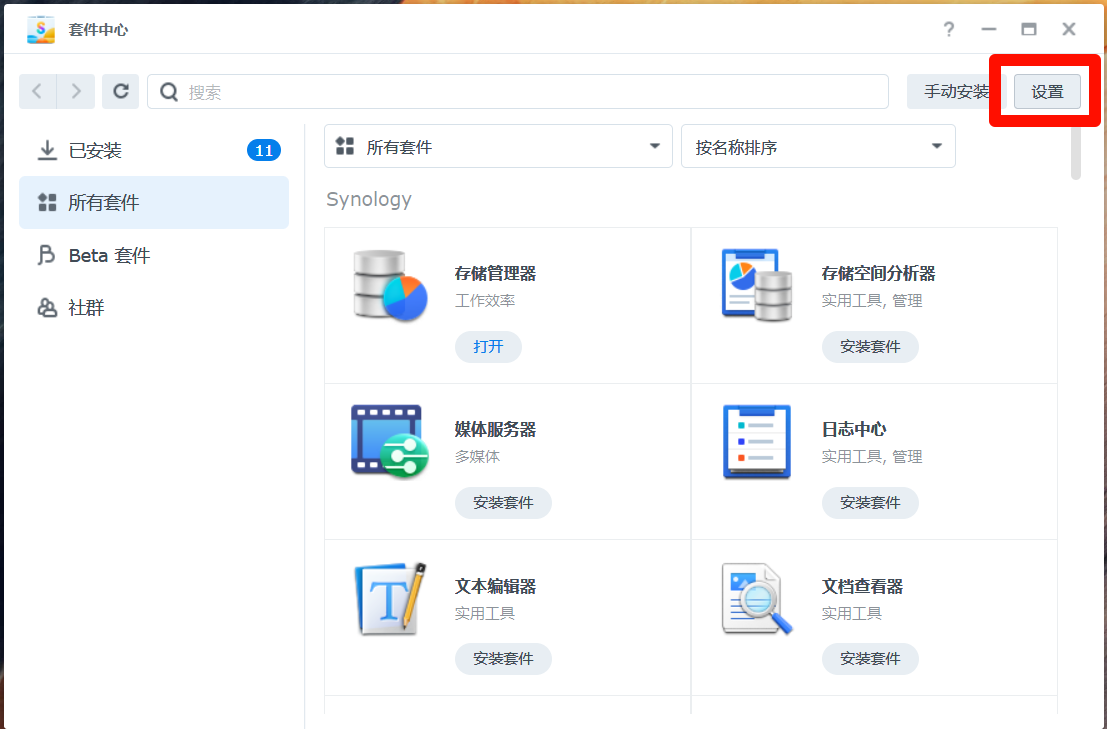 套件中心
搜索
手动安装
设置
已安装
11
所有套件
Beta 套件
社群
所有套件
按名称排序
Synology
存储管理器
工作效率
打开
存储空间分析器
实用工具, 管理
安装套件
媒体服务器
多媒体
安装套件
日志中心
实用工具, 管理
安装套件
文本编辑器
实用工具
安装套件
文档查看器
实用工具
安装套件